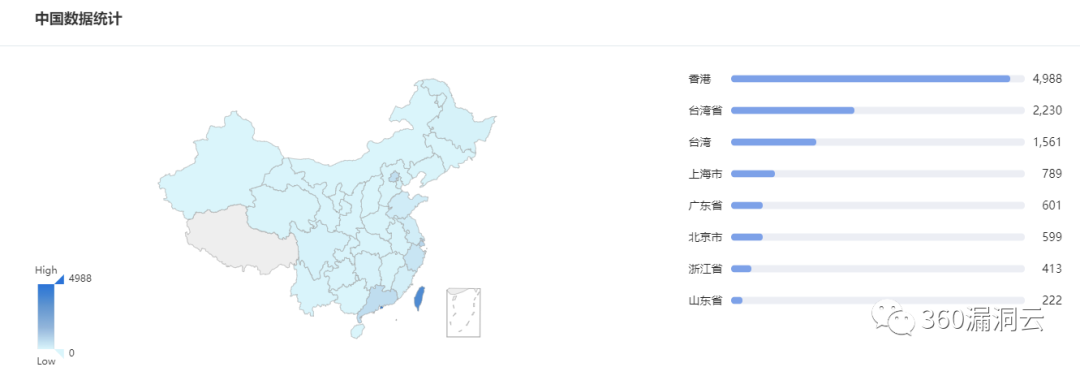 中国数据统计
香港 4,988
台湾省 2,230
台湾 1,561
上海市 789
广东省 601
北京市 599
浙江省 413
山东省 222
High
4988
0
Low
360漏洞云